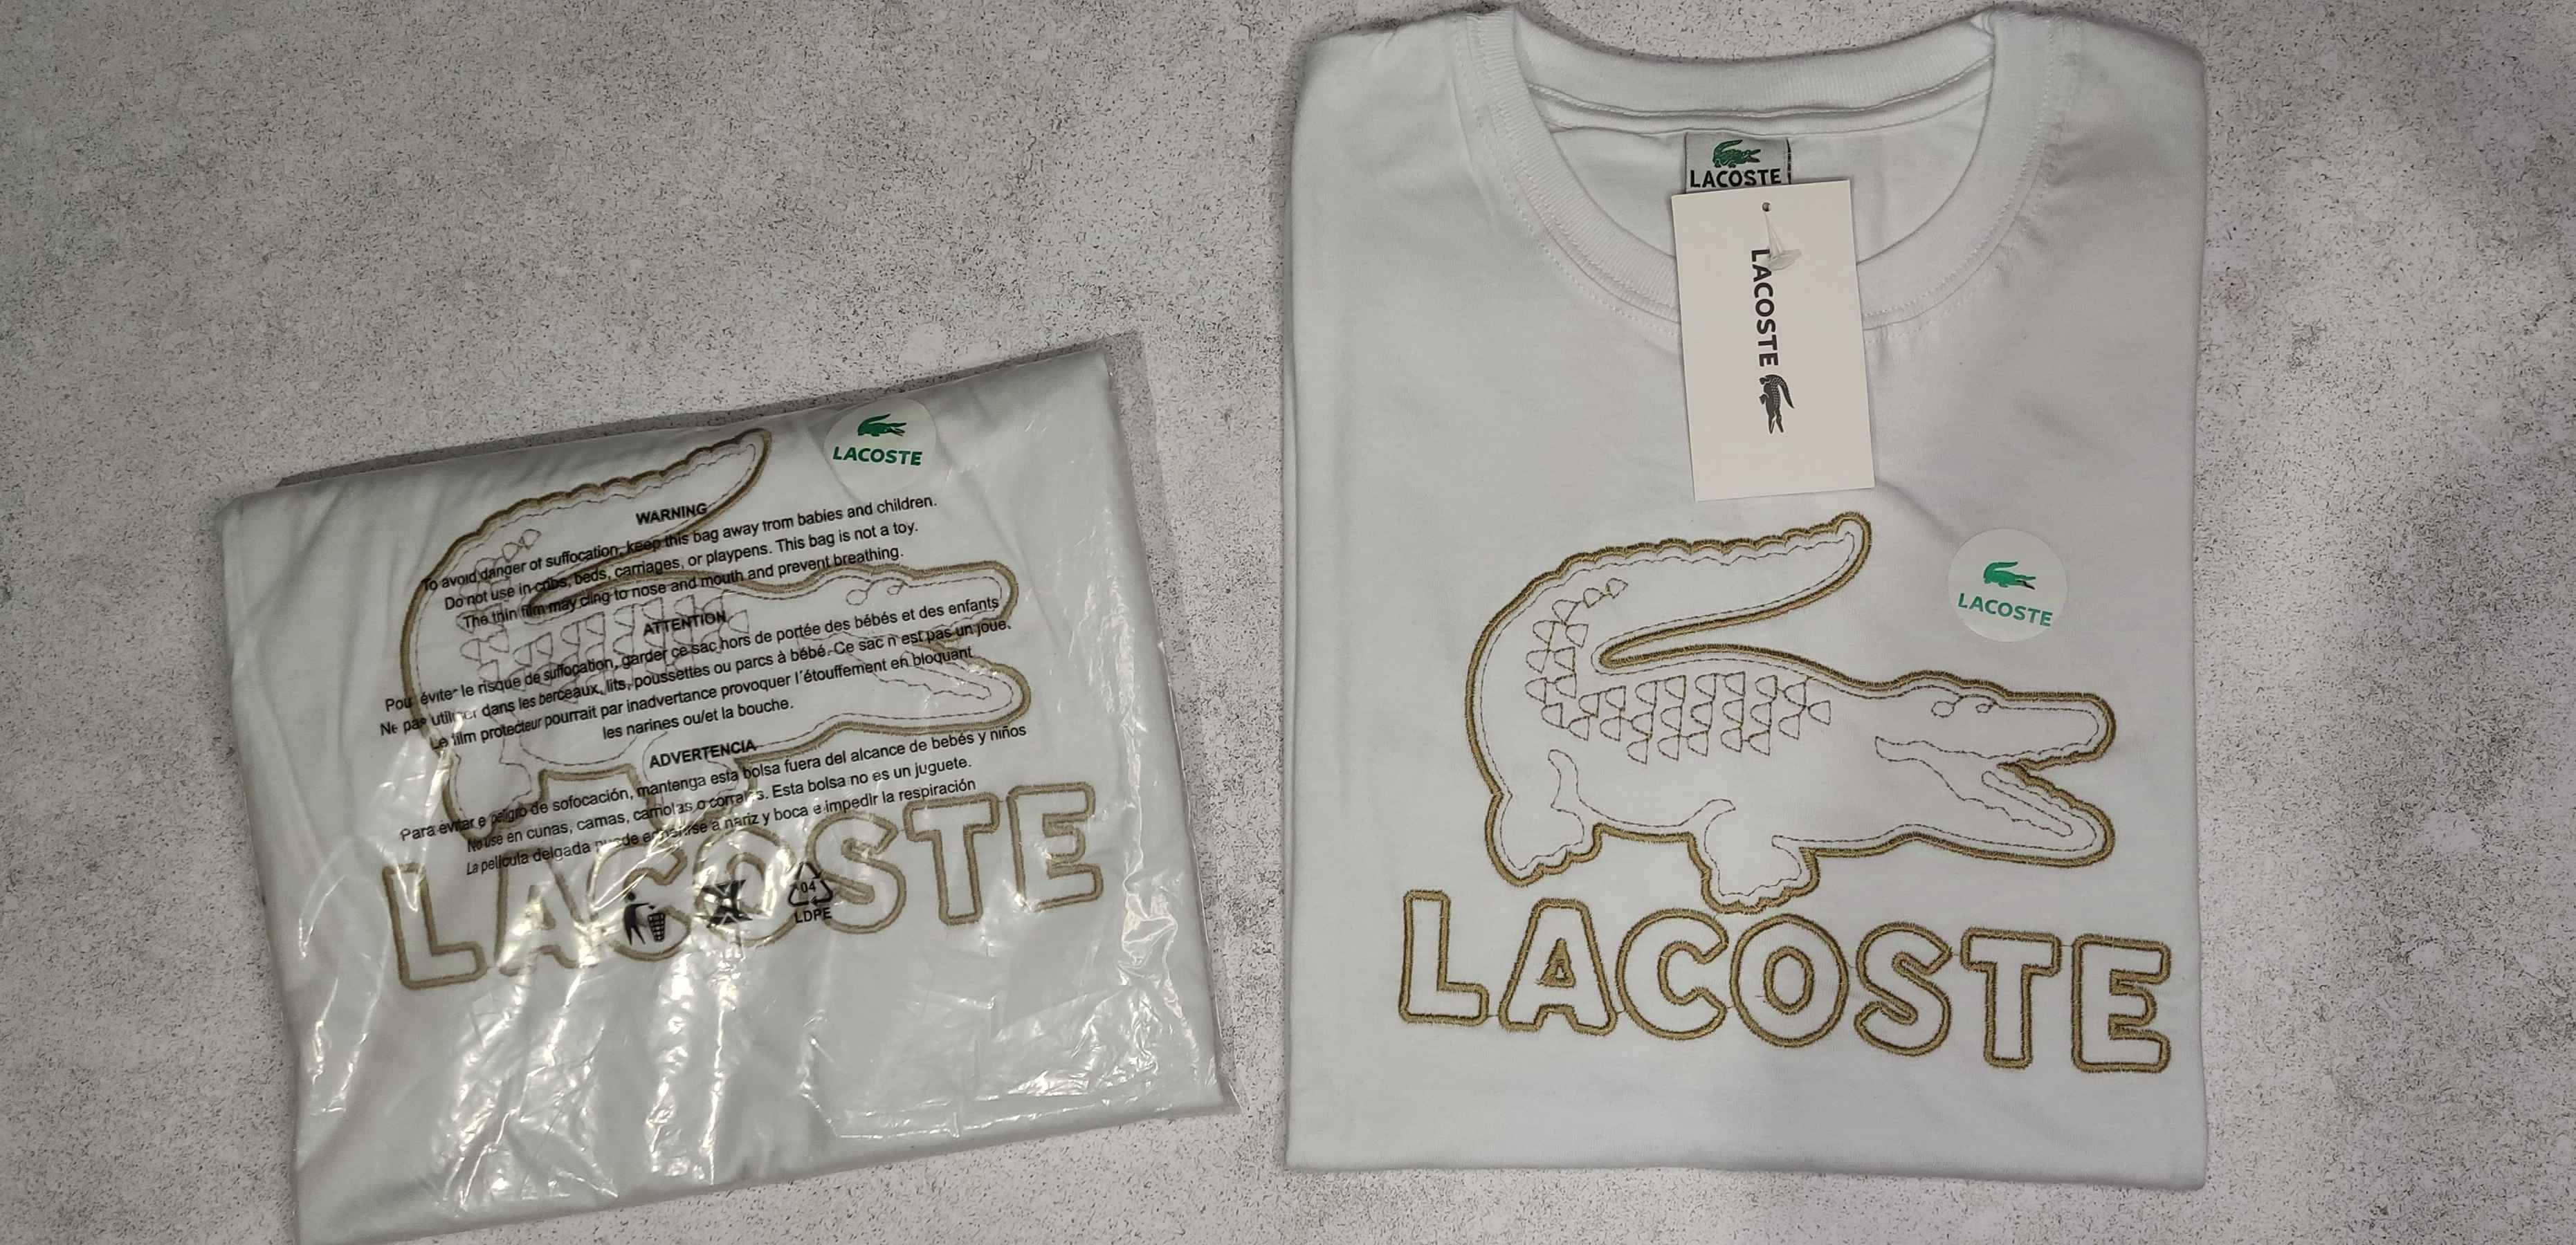 LACOSTE
WARNING
To avoid danger of suffocation, keep this bag away from babies and children.
Do not use in cribs, beds, carriages, or playpens. This bag is not a toy.
The thin film may cling to nose and mouth and prevent breathing.
ATTENTION
Pour évite le risque de suffocation, garder ce sac hors de portée des bébés et des enfants
Ne pas utiliser dans les berceaux, lits, poussettes ou parcs à bébé. Ce sac n est pas un joue.
Le film protecteur pourrait par inadvertance provoquer l'étouffement en bloquant
les narines ou/et la bouche.
ADVERTENCIA
Para evitar e peligro de sofocación, mantenga esta bolsa fuera del alcance de bebés y niños
No use en cunas, camas, carriolas o corrales. Esta bolsa no es un juguete.
La película delgada puede a nariz y boca e impedir la respiración
04
LDPE
LACOSTE
LACOSTE
LACOSTE
LACOSTE
LACOSTE